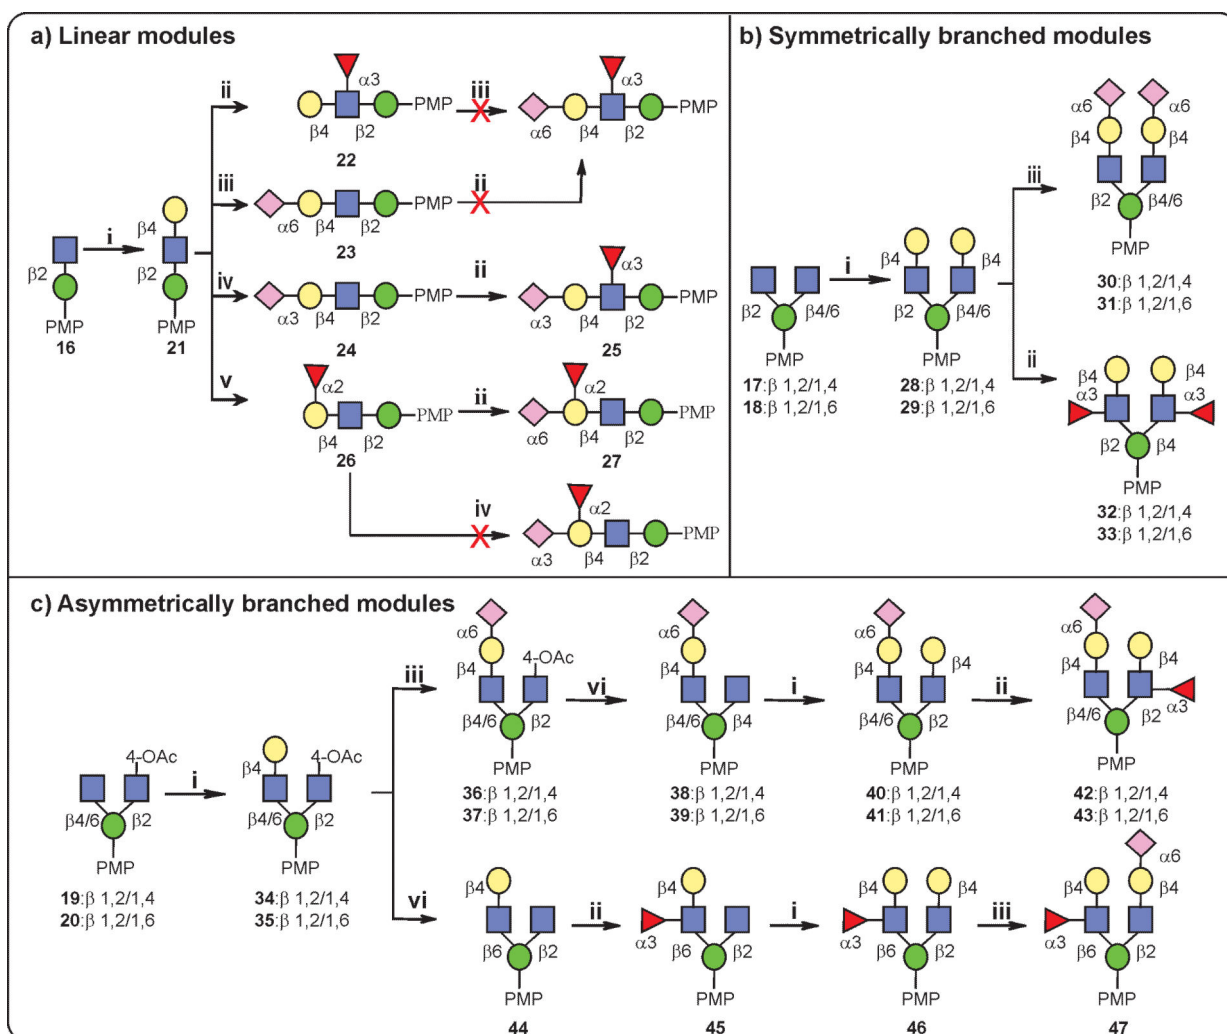 a) Linear modules
ii
α3
PMP
β4
β2
22
iii
X
α3
PMP
α6
β4
β2
iii
PMP
α6
β4
β2
23
ii
X
β2
PMP
16
i
β4
β2
PMP
21
iv
PMP
α3
β4
β2
24
ii
α3
PMP
α3
β4
β2
25
v
α2
PMP
β4
β2
26
ii
α2
PMP
α6
β4
β2
27
iv
X
α2
PMP
α3
β4
β2
b) Symmetrically branched modules
β2
β4/6
PMP
17:β 1,2/1,4
18:β 1,2/1,6
i
β4
β4
β2
β4/6
PMP
28:β 1,2/1,4
29:β 1,2/1,6
iii
α6
α6
β4
β4
β2
β4/6
PMP
30:β 1,2/1,4
31:β 1,2/1,6
ii
β4
β4
α3
α3
β2
β4
PMP
32:β 1,2/1,4
33:β 1,2/1,6
c) Asymmetrically branched modules
4-OAc
β4/6
β2
PMP
19:β 1,2/1,4
20:β 1,2/1,6
i
4-OAc
β4
β4/6
β2
PMP
34:β 1,2/1,4
35:β 1,2/1,6
iii
α6
β4
4-OAc
β4/6
β2
PMP
36:β 1,2/1,4
37:β 1,2/1,6
vi
α6
β4
β4/6
β4
PMP
38:β 1,2/1,4
39:β 1,2/1,6
i
α6
β4
β4
β4/6
β2
PMP
40:β 1,2/1,4
41:β 1,2/1,6
ii
α6
β4
β4
α3
β4/6
β2
PMP
42:β 1,2/1,4
43:β 1,2/1,6
vi
β4
β6
β2
PMP
44
ii
β4
α3
β6
β2
PMP
45
i
β4
β4
α3
β6
β2
PMP
46
iii
α6
β4
β4
α3
β6
β2
PMP
47